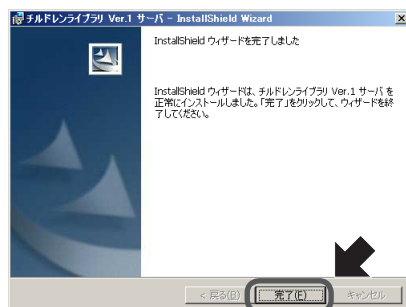 チルドレンライブラリ Ver.1 サーバ - InstallShield Wizard
InstallShield ウィザードを完了しました
InstallShield ウィザードは、チルドレンライブラリ Ver.1 サーバ を
正常にインストールしました。「完了」をクリックして、ウィザードを終
了してください。
< 戻る(B)
完了(F)
キャンセル